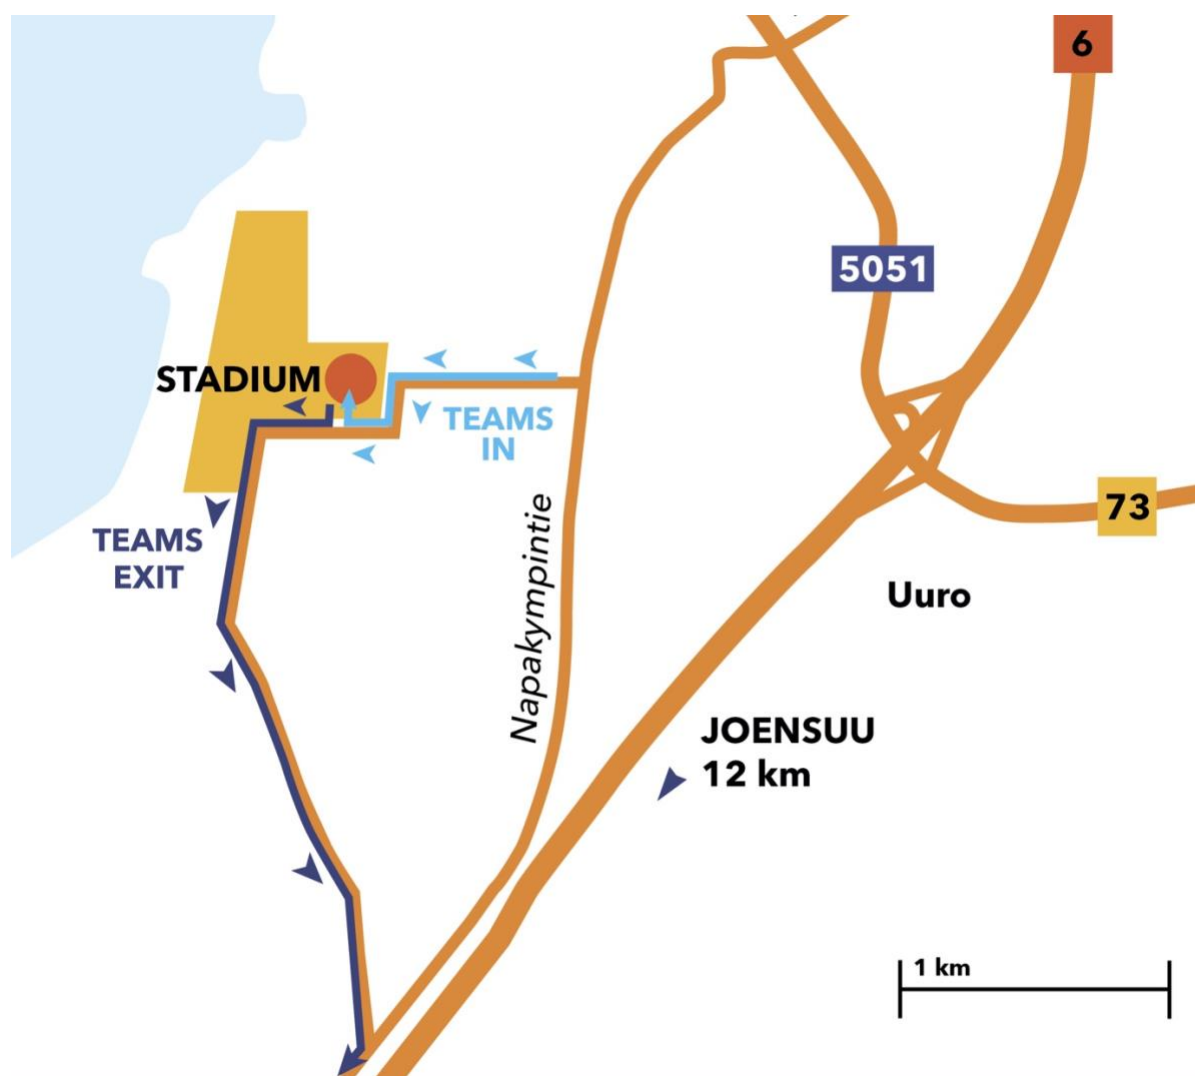 6
5051
STADIUM
TEAMS
IN
73
Napakympintie
TEAMS
EXIT
Uuro
JOENSUU
12 km
1 km